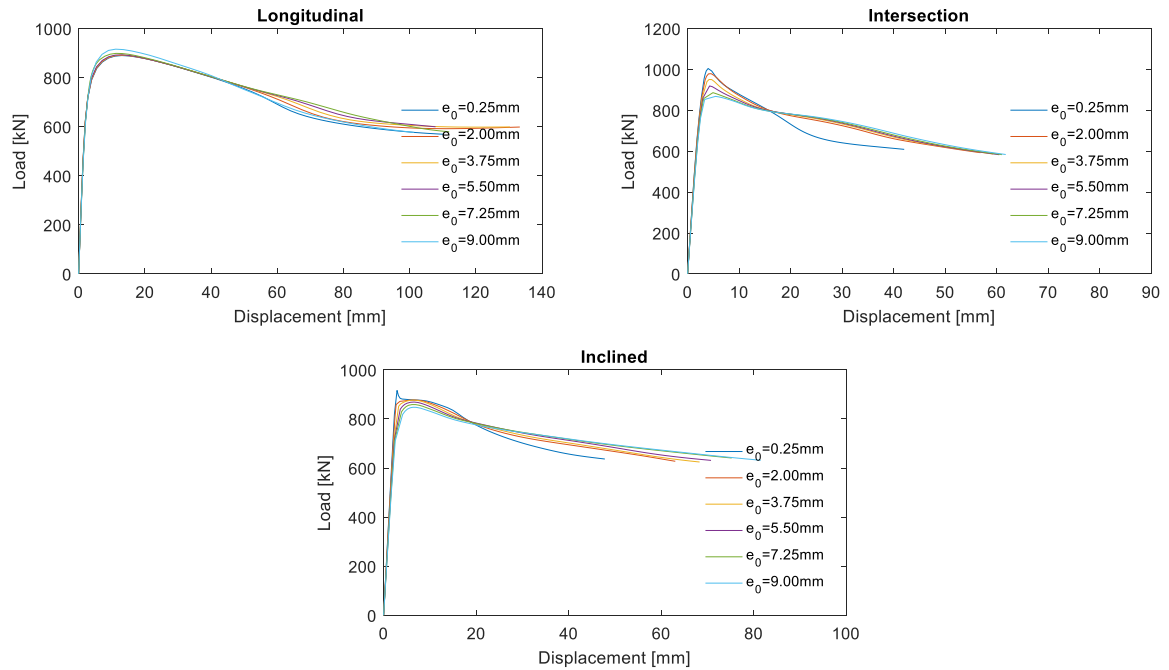 Longitudinal
1000
800
600
400
200
0
Load [kN]
0 20 40 60 80 100 120 140
Displacement [mm]
e0=0.25mm
e0=2.00mm
e0=3.75mm
e0=5.50mm
e0=7.25mm
e0=9.00mm
Intersection
1200
1000
800
600
400
200
0
Load [kN]
0 10 20 30 40 50 60 70 80 90
Displacement [mm]
e0=0.25mm
e0=2.00mm
e0=3.75mm
e0=5.50mm
e0=7.25mm
e0=9.00mm
Inclined
1000
800
600
400
200
0
Load [kN]
0 20 40 60 80 100
Displacement [mm]
e0=0.25mm
e0=2.00mm
e0=3.75mm
e0=5.50mm
e0=7.25mm
e0=9.00mm